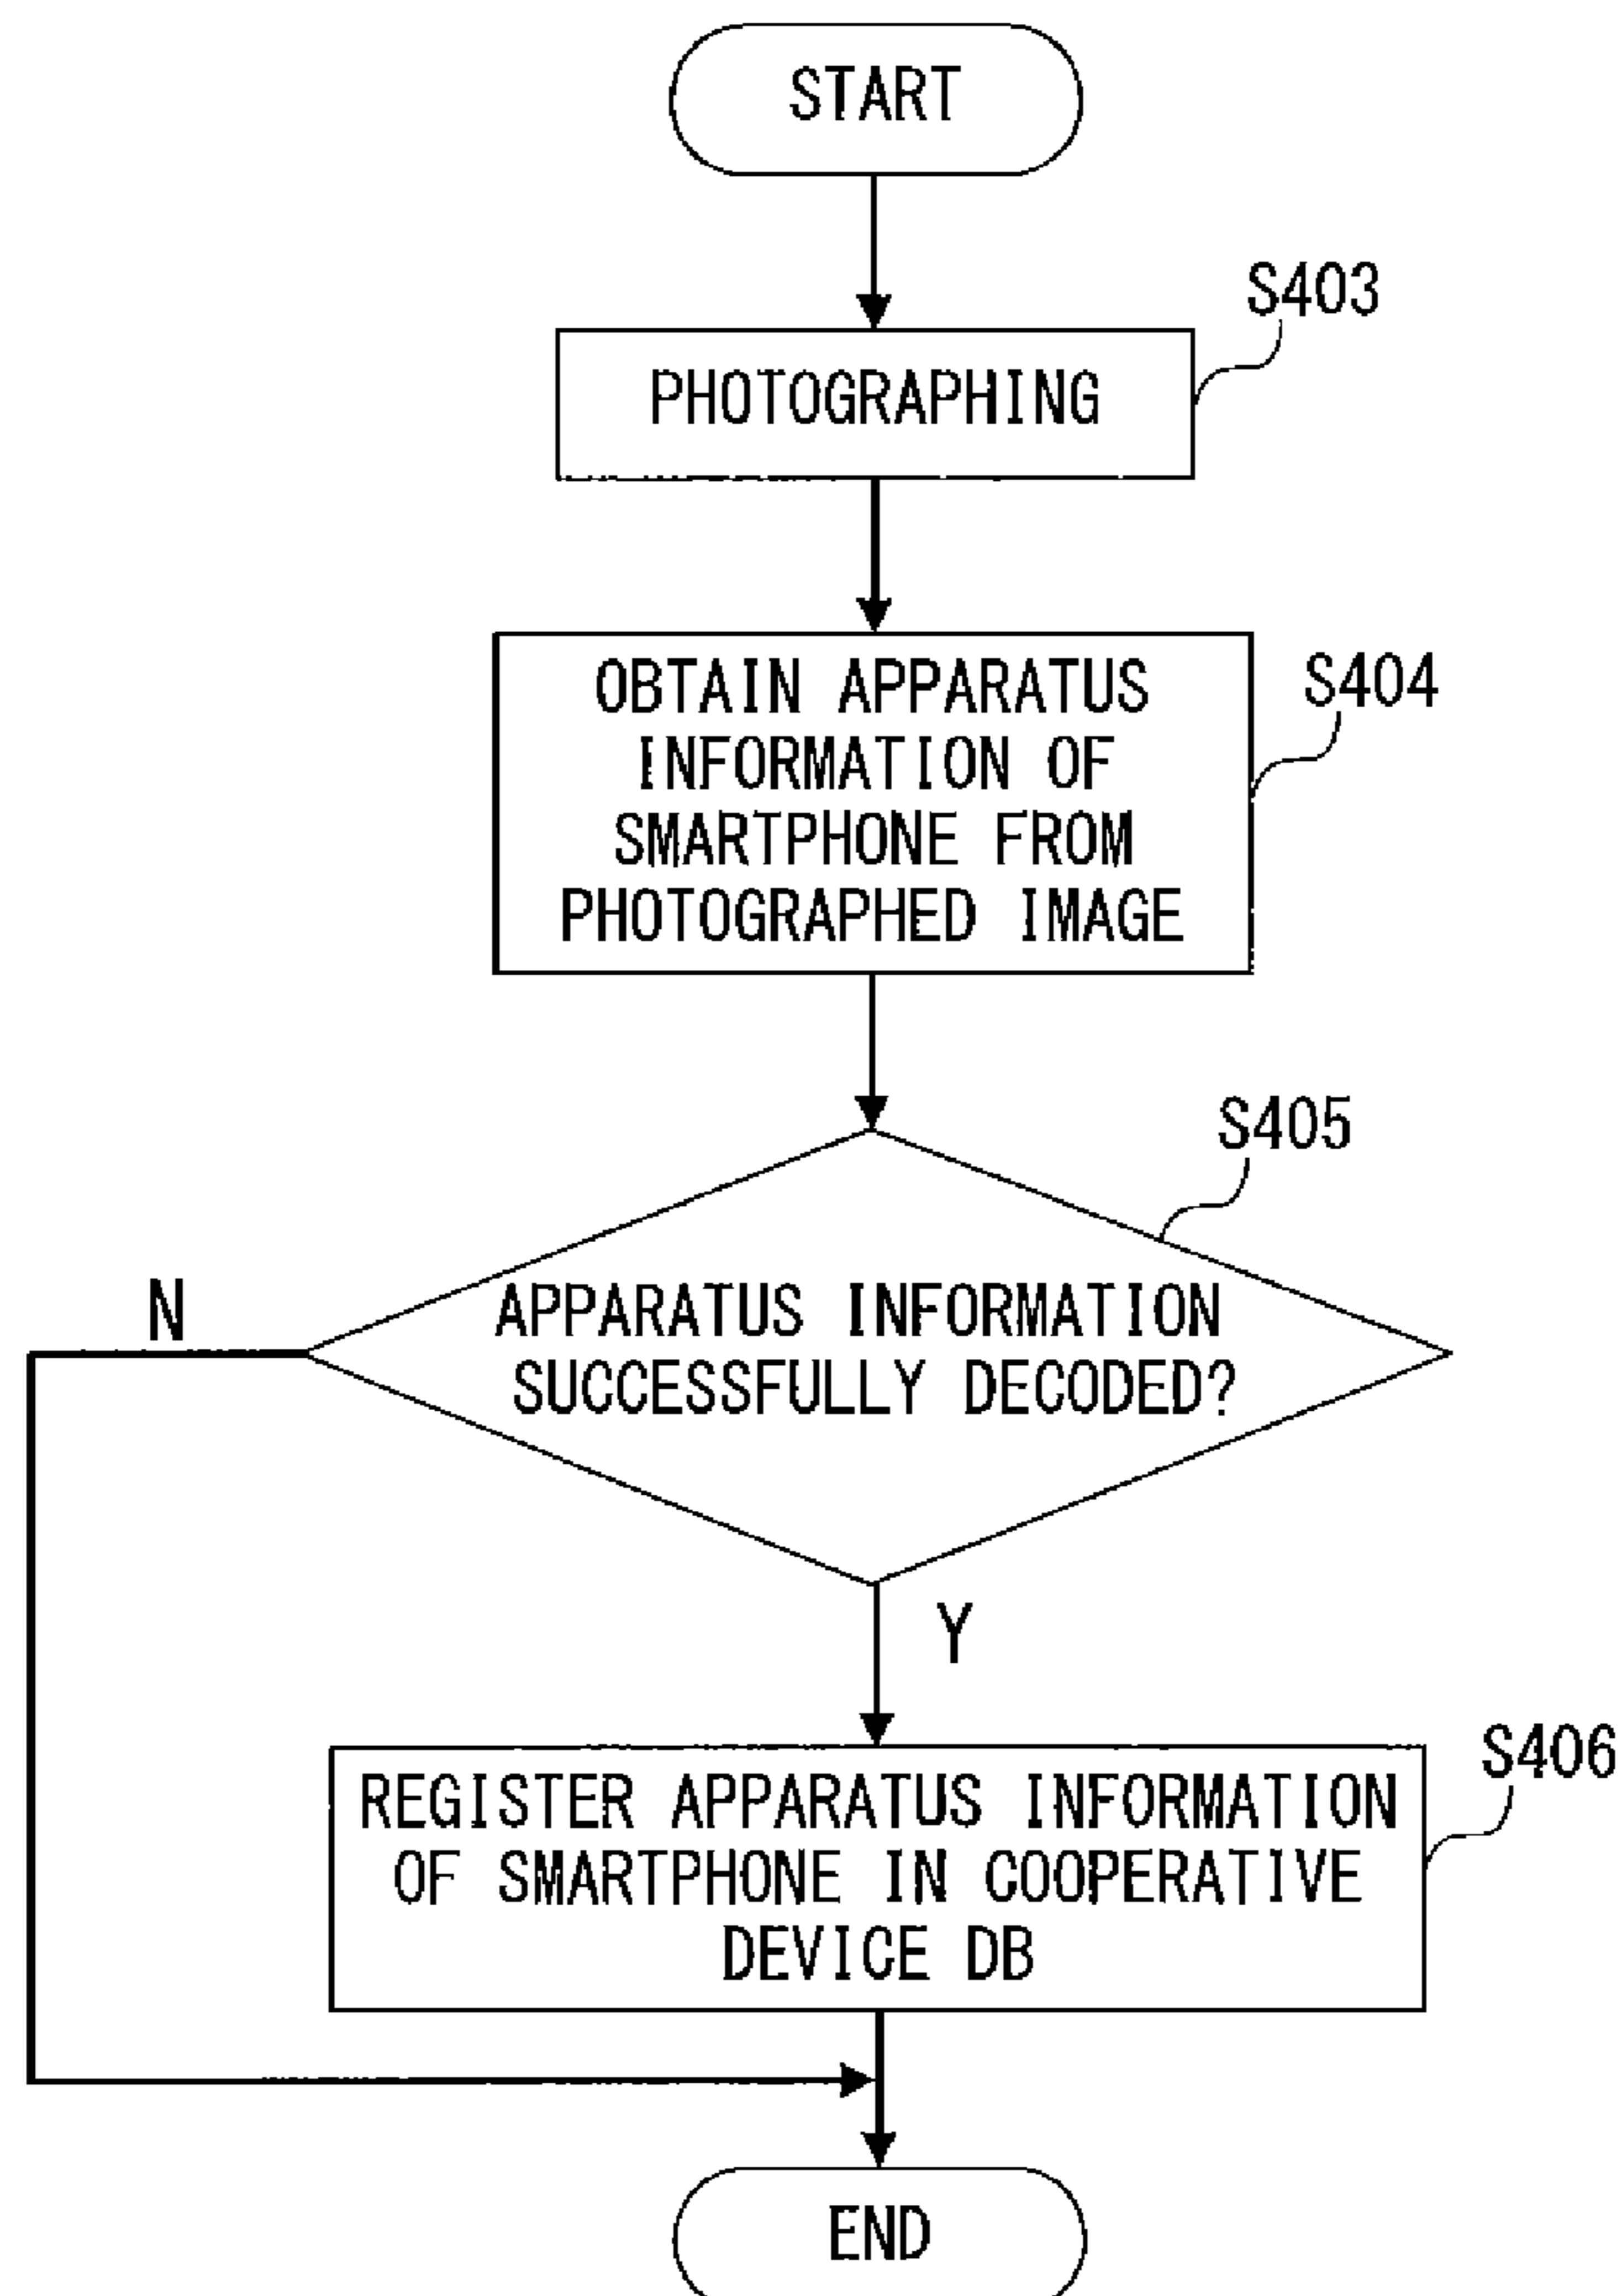 START
S403
PHOTOGRAPHING
S404
OBTAIN APPARATUS
INFORMATION OF
SMARTPHONE FROM
PHOTOGRAPHED IMAGE
S405
N
APPARATUS INFORMATION
SUCCESSFULLY DECODED?
Y
S406
REGISTER APPARATUS INFORMATION
OF SMARTPHONE IN COOPERATIVE
DEVICE DB
END